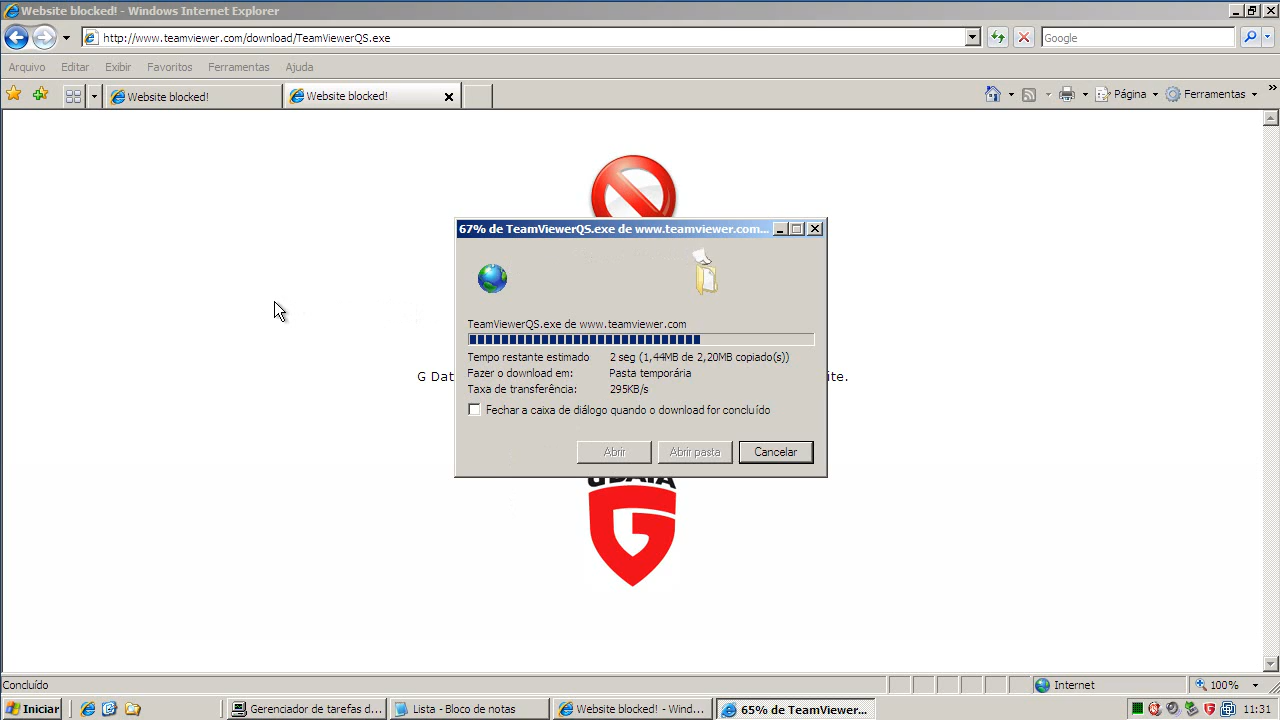 Website blocked! - Windows Internet Explorer
http://www.teamviewer.com/download/TeamViewerQS.exe
Google
Arquivo Editar Exibir Favoritos Ferramentas Ajuda
Website blocked!
Website blocked!
Página
Ferramentas
67% de TeamViewerQS.exe de www.teamviewer.com...
TeamViewerQS.exe de www.teamviewer.com
Tempo restante estimado 2 seg (1,44MB de 2,20MB copiado(s))
Fazer o download em: Pasta temporária
Taxa de transferência: 295KB/s
Fechar a caixa de diálogo quando o download for concluído
Abrir Abrir pasta Cancelar
G Dat
ite.
G DATA
Concluído
Internet
100%
Iniciar
Gerenciador de tarefas d...
Lista - Bloco de notas
Website blocked! - Wind...
65% de TeamViewer...
11:31